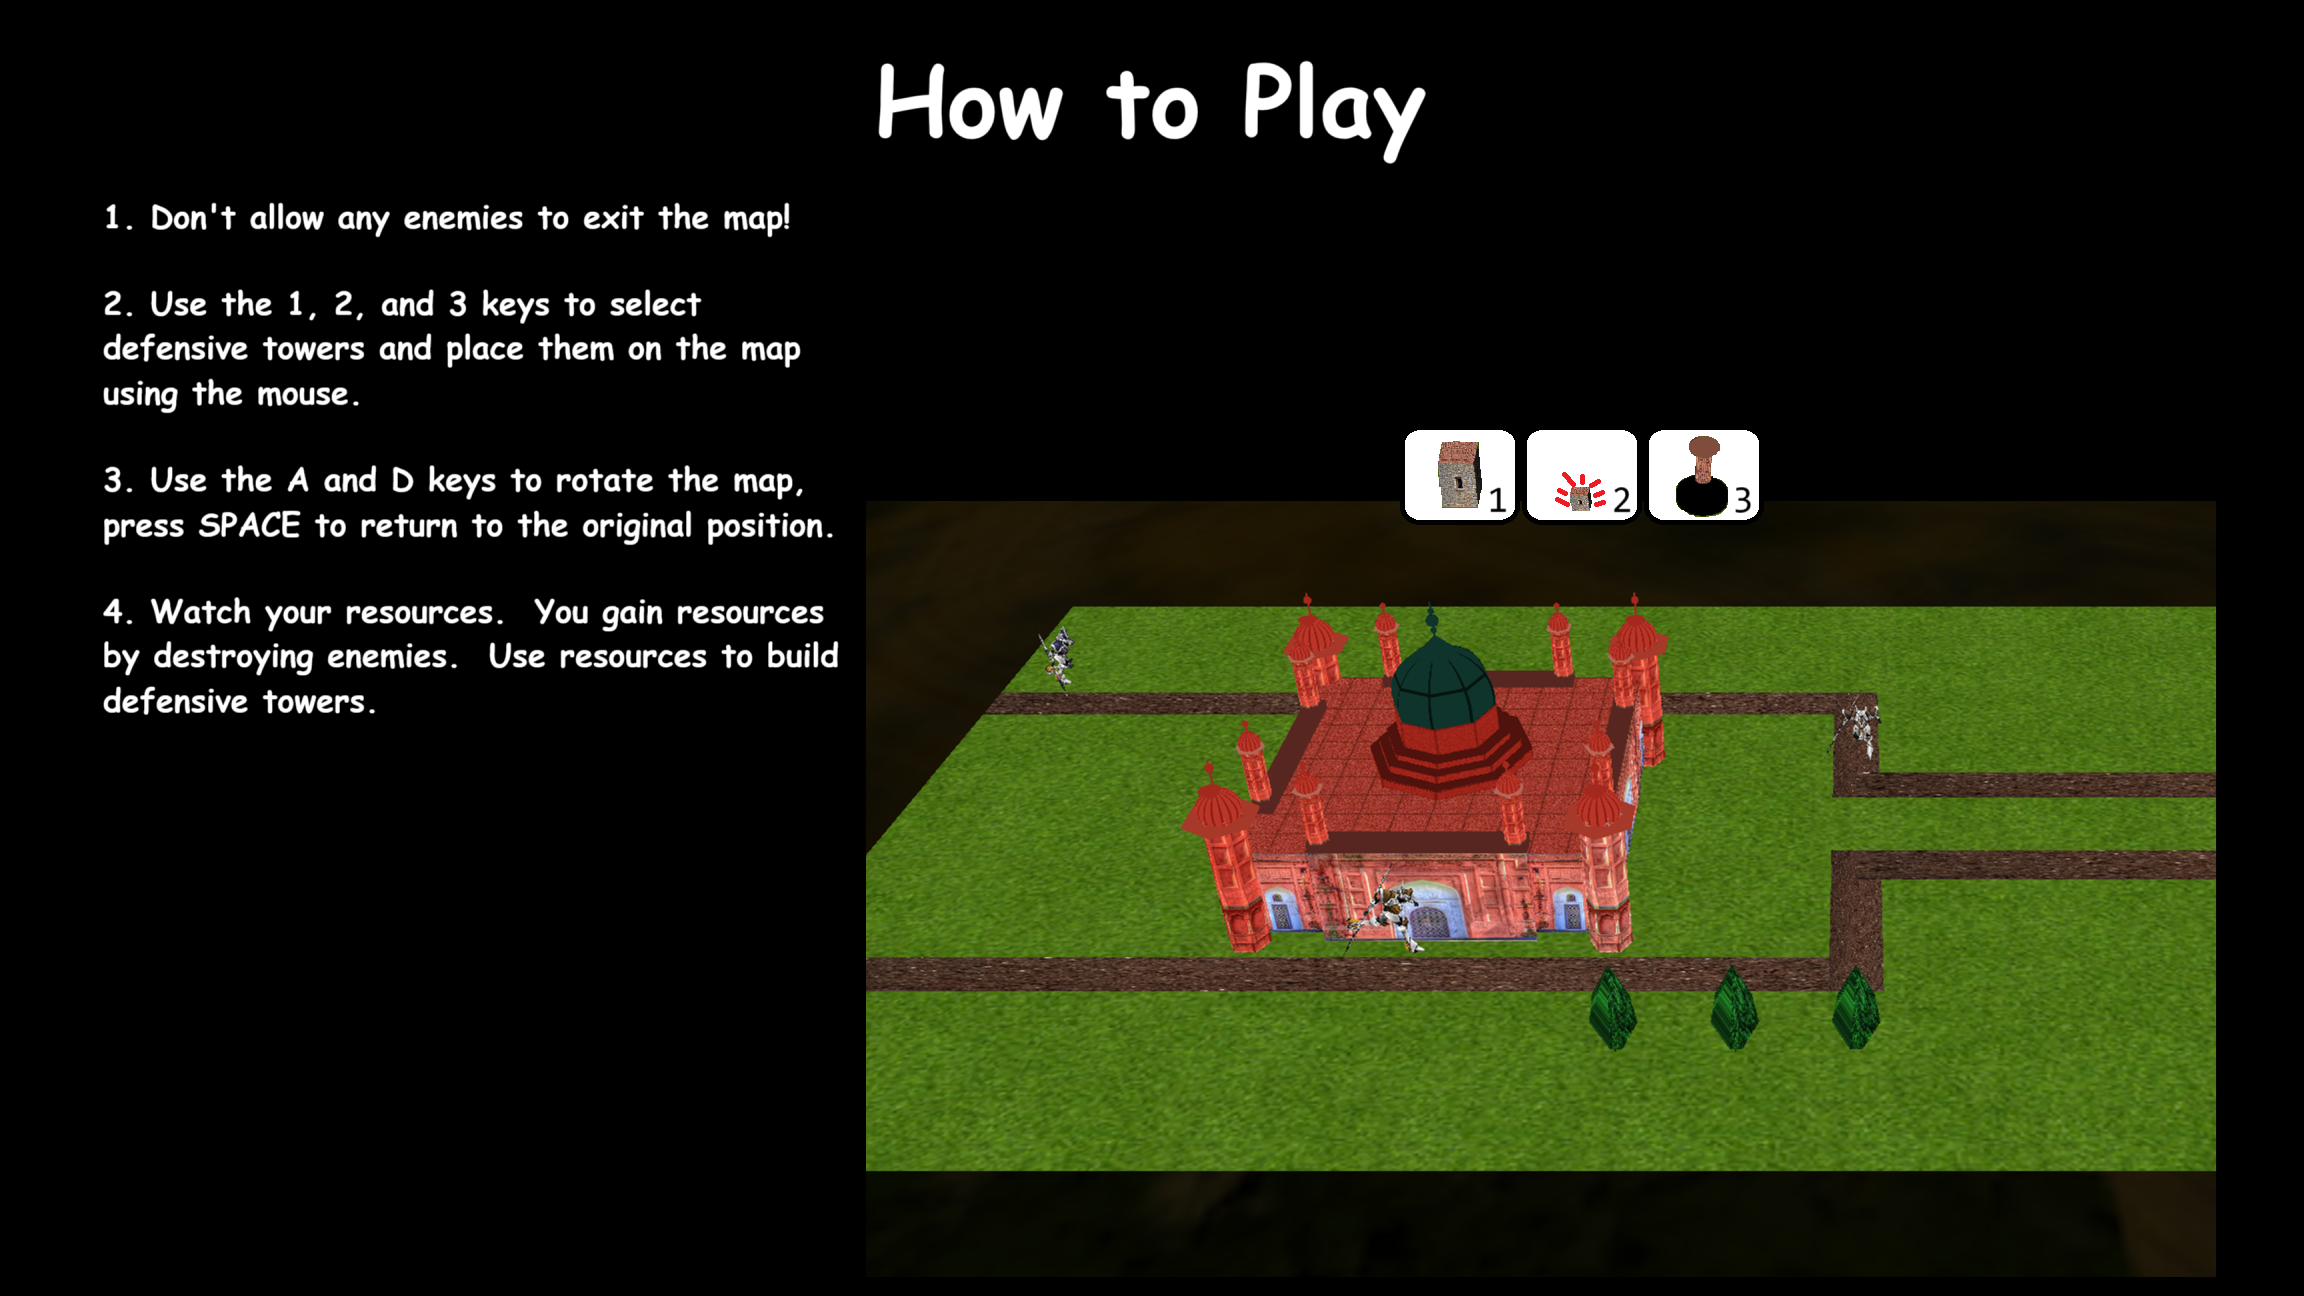 How to Play
1. Don't allow any enemies to exit the map!
2. Use the 1, 2, and 3 keys to select
defensive towers and place them on the map
using the mouse.
3. Use the A and D keys to rotate the map,
press SPACE to return to the original position.
4. Watch your resources.  You gain resources
by destroying enemies.  Use resources to build
defensive towers.
1 2 3